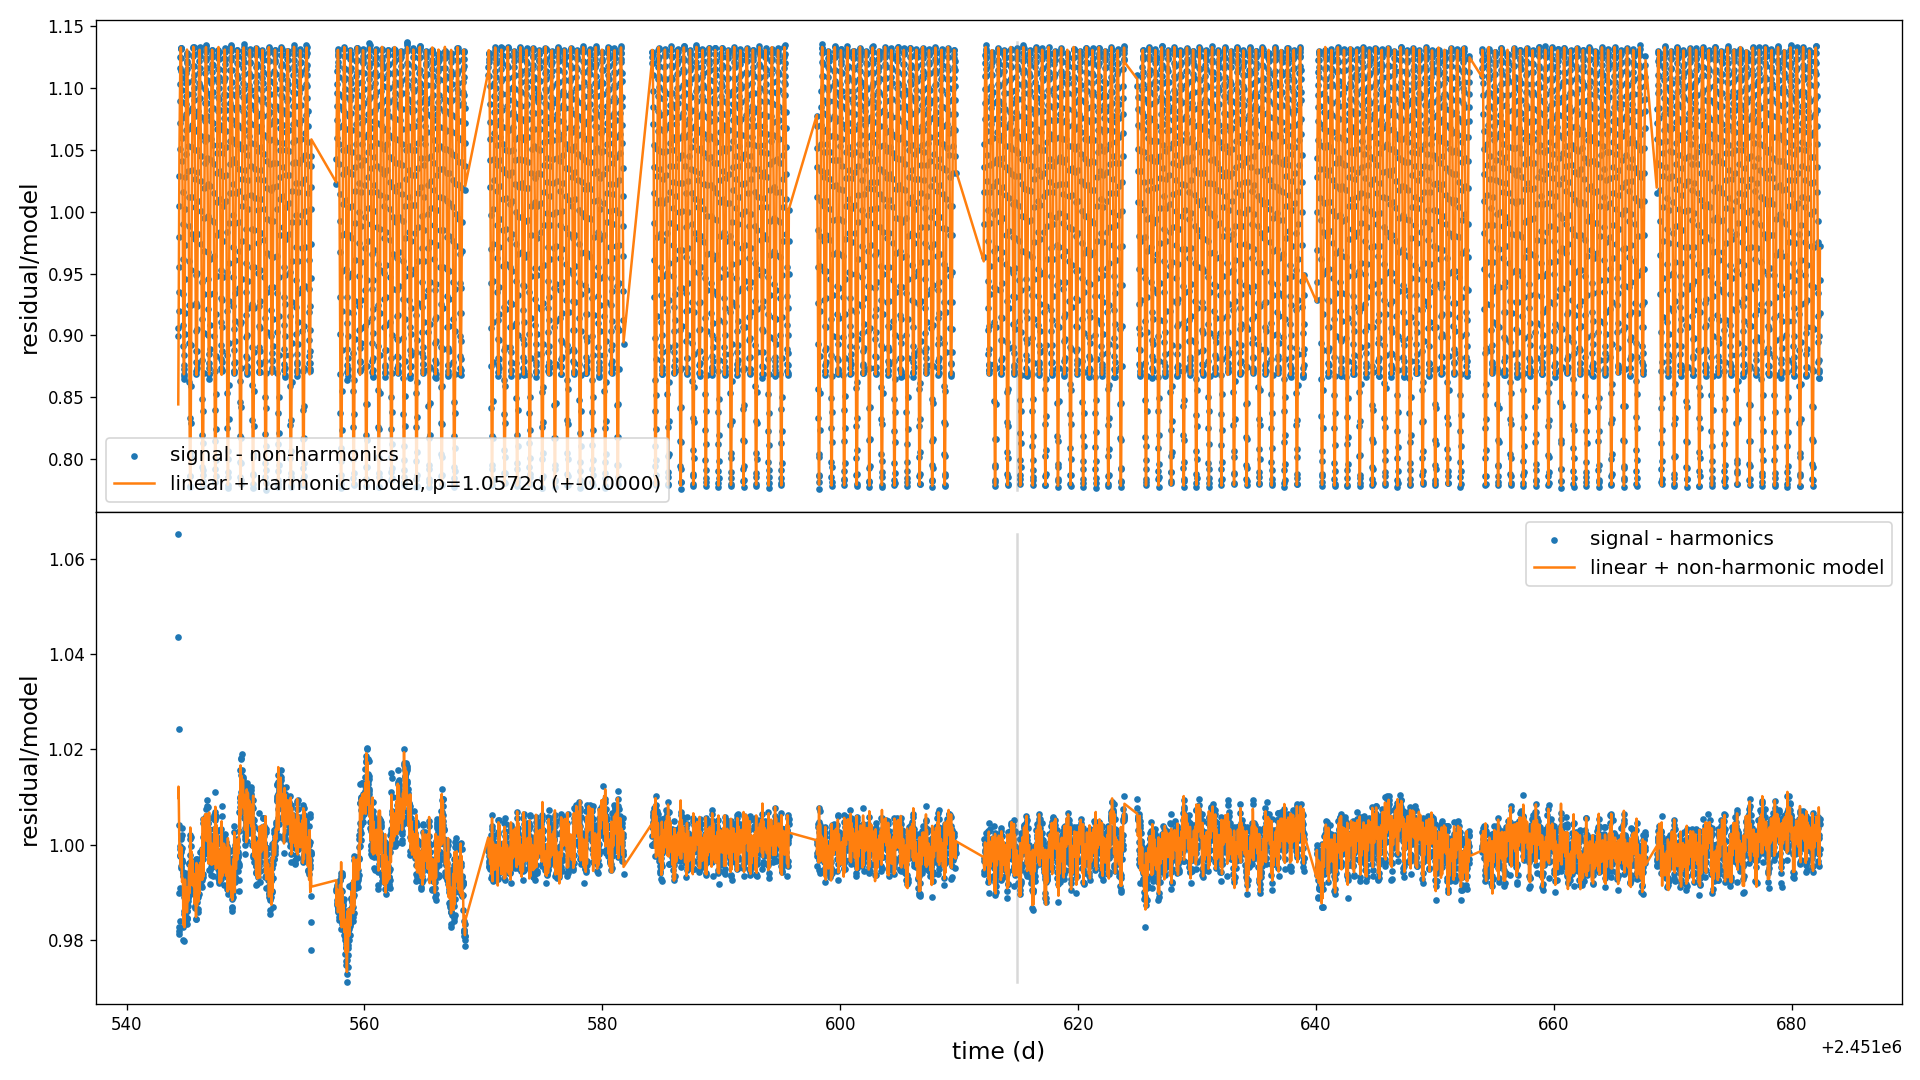 1.15
1.10
1.05
1.00
0.95
0.90
0.85
0.80
residual/model
signal - non-harmonics
linear + harmonic model, p=1.0572d (+-0.0000)
signal - harmonics
linear + non-harmonic model
1.06
1.04
1.02
1.00
0.98
residual/model
540 560 580 600 620 640 660 680
time (d)
+2.451e6